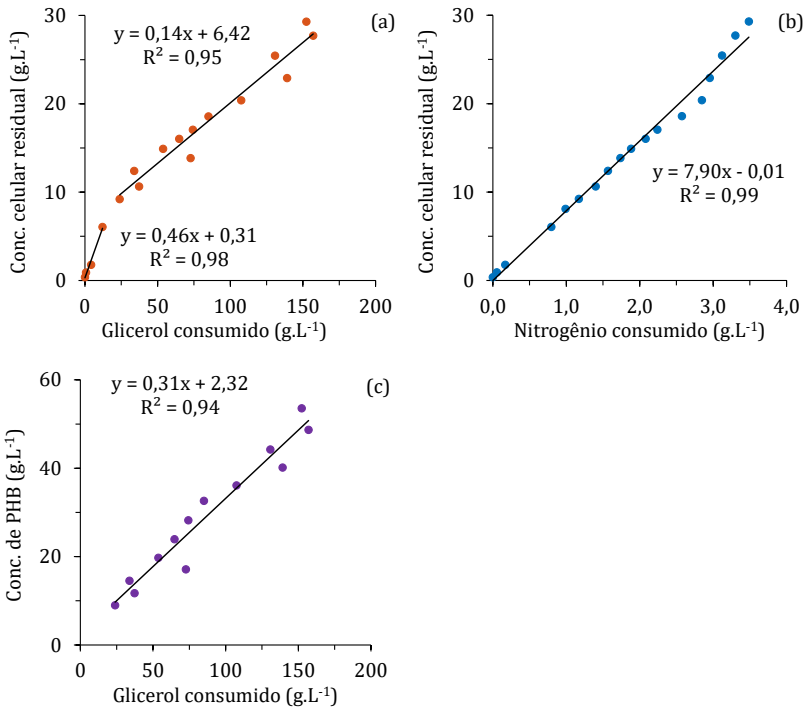 (a)
y = 0,14x + 6,42
R² = 0,95
y = 0,46x + 0,31
R² = 0,98
Conc. celular residual (g.L⁻¹)
30
20
10
0
0 50 100 150 200
Glicerol consumido (g.L⁻¹)
(b)
y = 7,90x - 0,01
R² = 0,99
Conc. celular residual (g.L⁻¹)
30
20
10
0
0,0 1,0 2,0 3,0 4,0
Nitrogênio consumido (g.L⁻¹)
(c)
y = 0,31x + 2,32
R² = 0,94
Conc. de PHB (g.L⁻¹)
60
40
20
0
0 50 100 150 200
Glicerol consumido (g.L⁻¹)